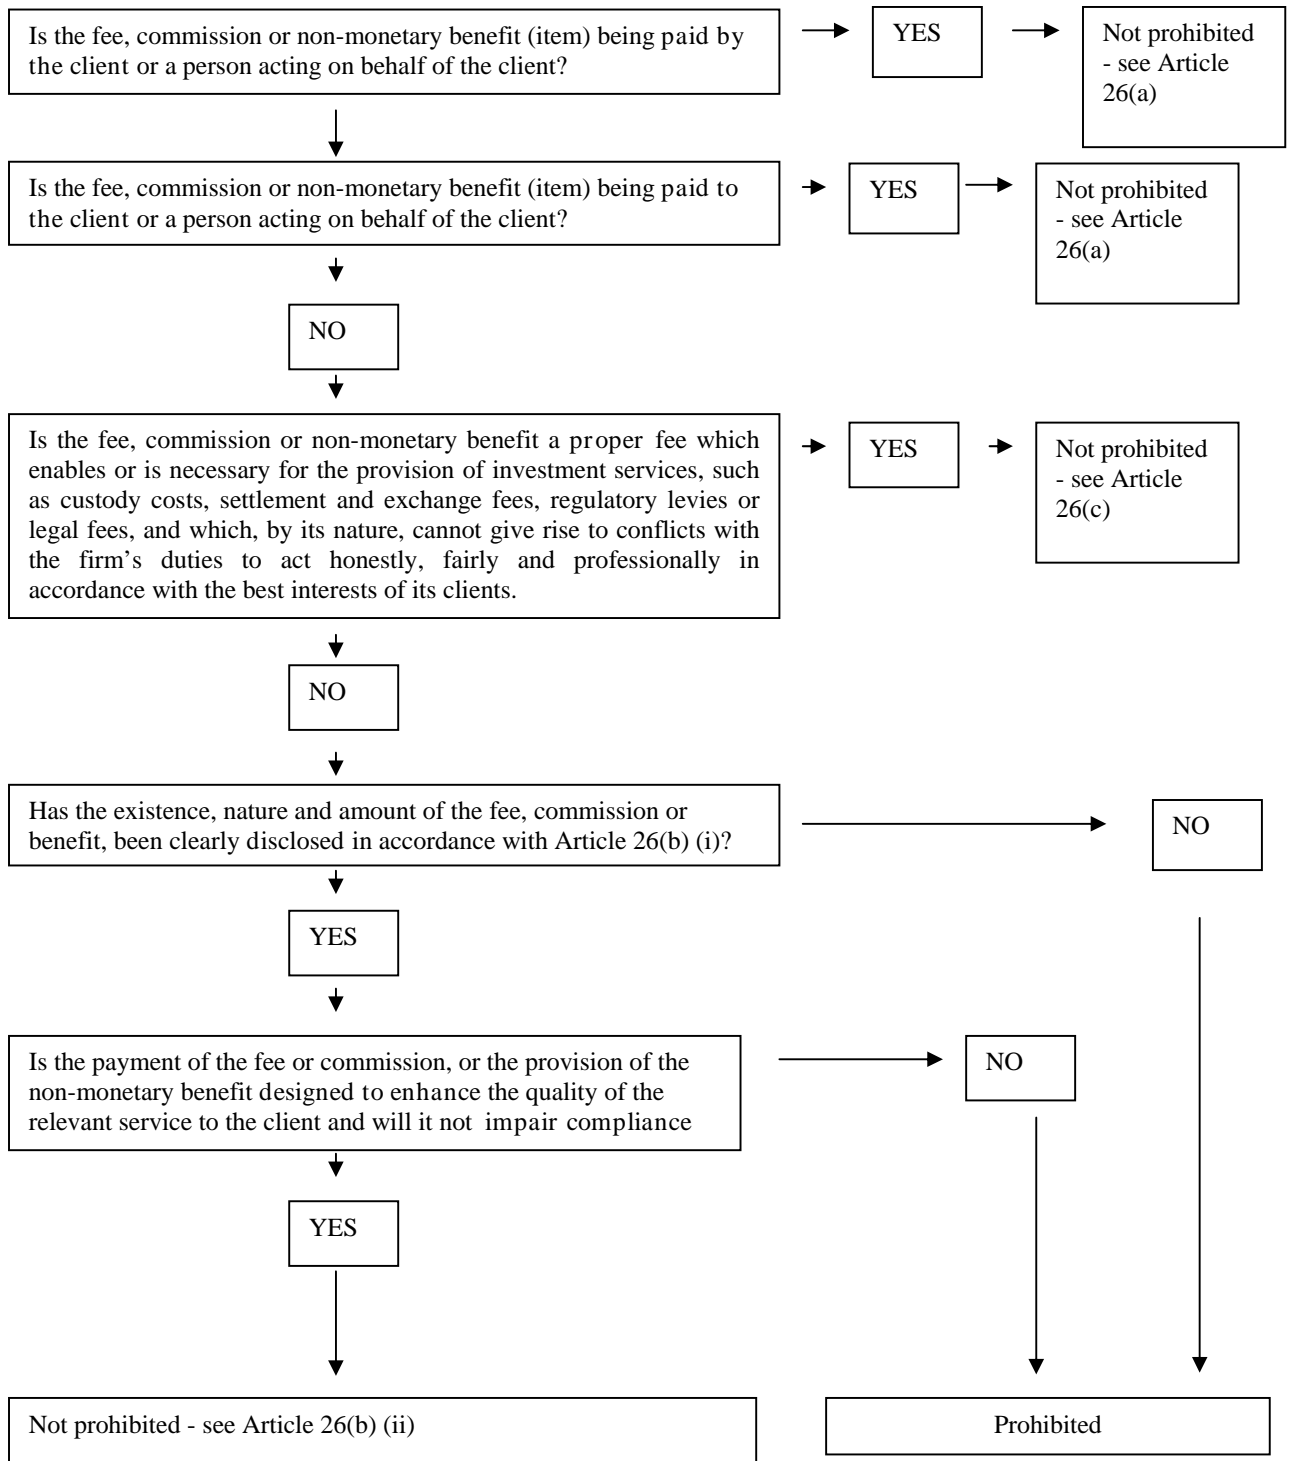 Is the fee, commission or non-monetary benefit (item) being paid by
the client or a person acting on behalf of the client?
YES
Not prohibited
- see Article
26(a)
Is the fee, commission or non-monetary benefit (item) being paid to
the client or a person acting on behalf of the client?
YES
Not prohibited
- see Article
26(a)
NO
Is the fee, commission or non-monetary benefit a proper fee which
enables or is necessary for the provision of investment services, such
as custody costs, settlement and exchange fees, regulatory levies or
legal fees, and which, by its nature, cannot give rise to conflicts with
the firm's duties to act honestly, fairly and professionally in
accordance with the best interests of its clients.
YES
Not prohibited
- see Article
26(c)
NO
Has the existence, nature and amount of the fee, commission or
benefit, been clearly disclosed in accordance with Article 26(b) (i)?
NO
YES
Is the payment of the fee or commission, or the provision of the
non-monetary benefit designed to enhance the quality of the
relevant service to the client and will it not impair compliance
NO
YES
Not prohibited - see Article 26(b) (ii)
Prohibited